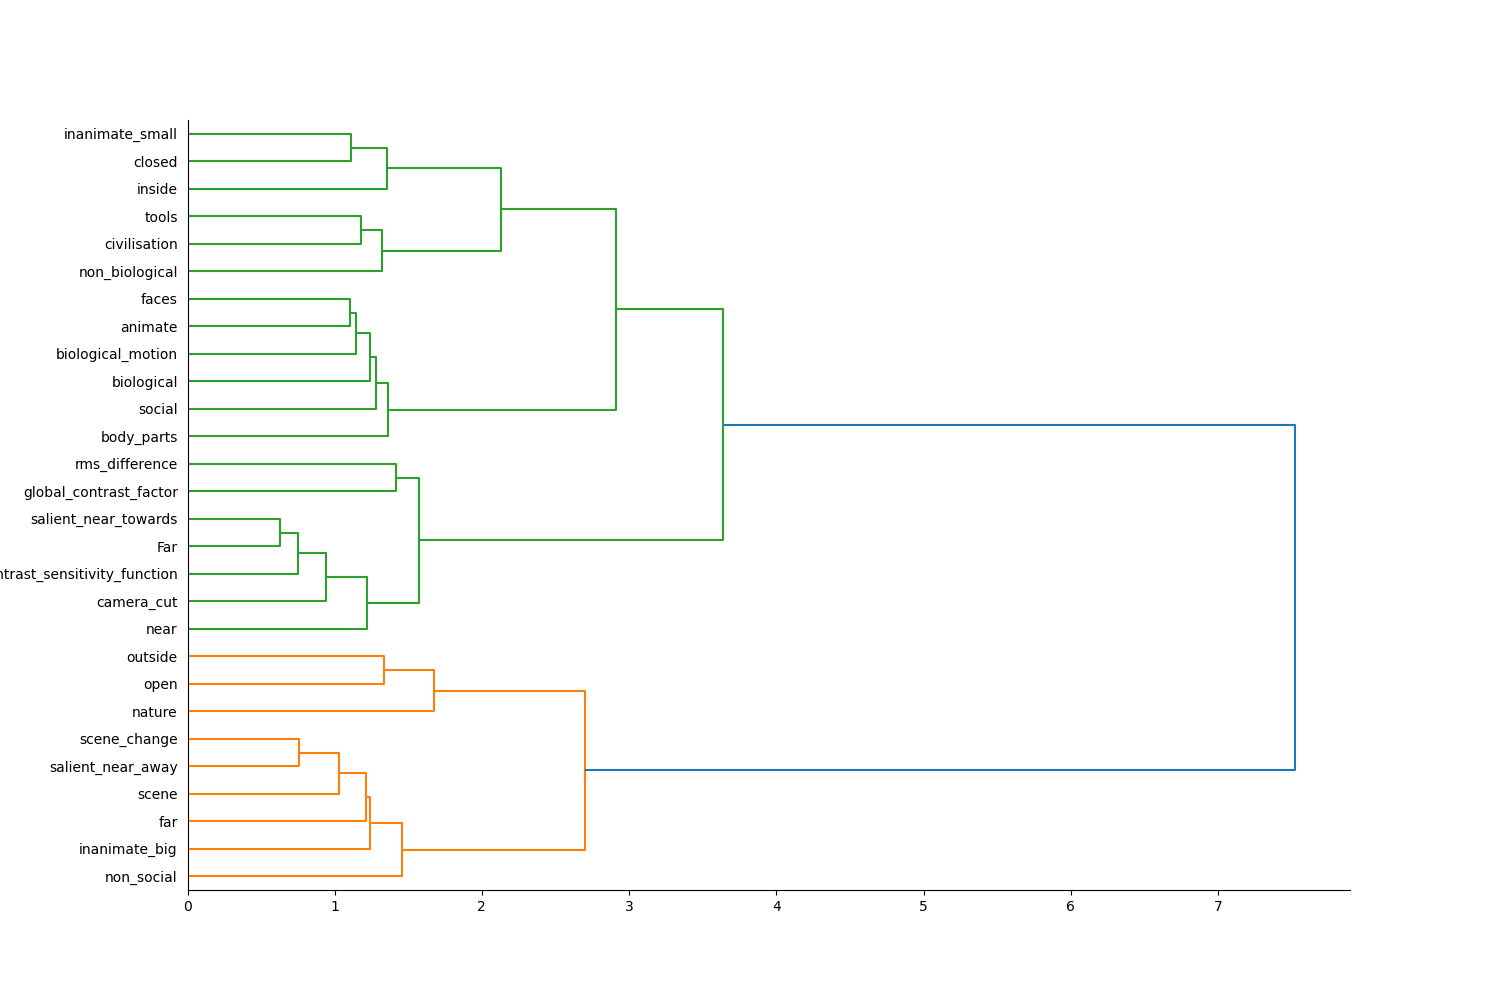 inanimate_small
closed
inside
tools
civilisation
non_biological
faces
animate
biological_motion
biological
social
body_parts
rms_difference
global_contrast_factor
salient_near_towards
Far
ntrast_sensitivity_function
camera_cut
near
outside
open
nature
scene_change
salient_near_away
scene
far
inanimate_big
non_social
0 1 2 3 4 5 6 7